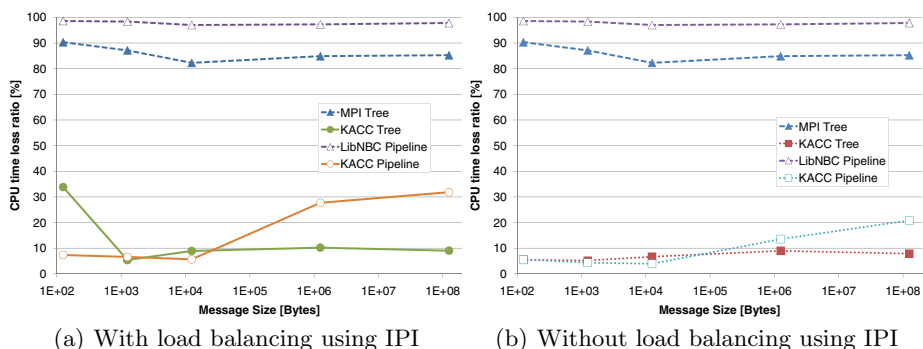 CPU time loss ratio [%]
100
90
80
70
60
50
40
30
20
10
0
MPI Tree
KACC Tree
LibNBC Pipeline
KACC Pipeline
1E+02 1E+03 1E+04 1E+05 1E+06 1E+07 1E+08
Message Size [Bytes]
(a) With load balancing using IPI
CPU time loss ratio [%]
100
90
80
70
60
50
40
30
20
10
0
MPI Tree
KACC Tree
LibNBC Pipeline
KACC Pipeline
1E+02 1E+03 1E+04 1E+05 1E+06 1E+07 1E+08
Message Size [Bytes]
(b) Without load balancing using IPI